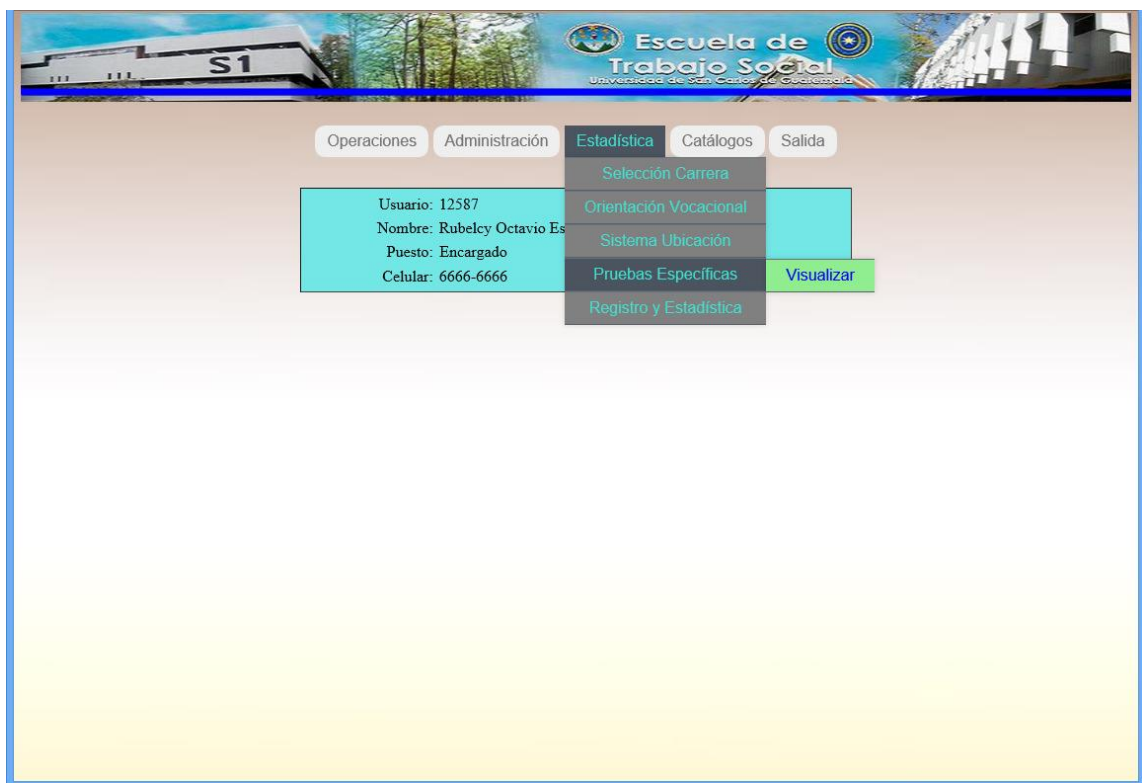 S1
Escuela de
Trabajo Social
Universidad de San Carlos de Guatemala
Operaciones Administración Estadística Catálogos Salida
Selección Carrera
Orientación Vocacional
Sistema Ubicación
Pruebas Específicas Visualizar
Registro y Estadística
Usuario: 12587
Nombre: Rubelcy Octavio Es
Puesto: Encargado
Celular: 6666-6666